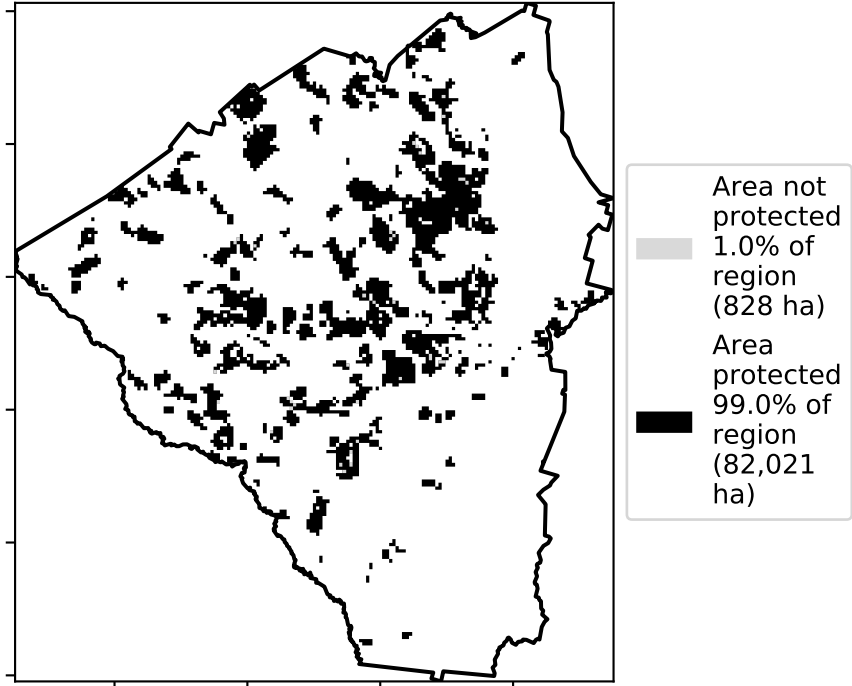 Area not
protected
1.0% of
region
(828 ha)
Area
protected
99.0% of
region
(82,021
ha)